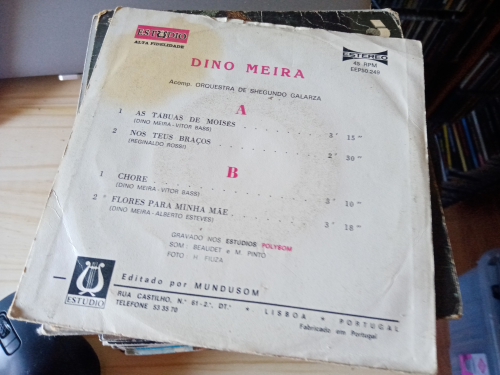 ESTÚDIO
ALTA FIDELIDADE
STEREO
45 RPM
EEP50.249
DINO MEIRA
Acomp. ORQUESTRA DE SHEGUNDO GALARZA
A
1 AS TABUAS DE MOISES 3 ' 15 "
(DINO MEIRA-VITOR BASS)
2 NOS TEUS BRAÇOS 2 ' 30 "
(REGINALDO ROSSI)
B
1 CHORE 3 ' 10 "
(DINO MEIRA-VITOR BASS)
2 FLORES PARA MINHA MÃE 3 ' 18 "
(DINO MEIRA-ALBERTO ESTEVES)
GRAVADO NOS ESTUDIOS POLYSOM
SOM: BEAUDET e M. PINTO
FOTO: H. FIUZA
ESTÚDIO
Editado por MUNDUSOM
RUA CASTILHO, N.º 61-2.º, DT.º * LISBOA * PORTUGAL
TELEFONE 53 55 70
Fabricado em Portugal